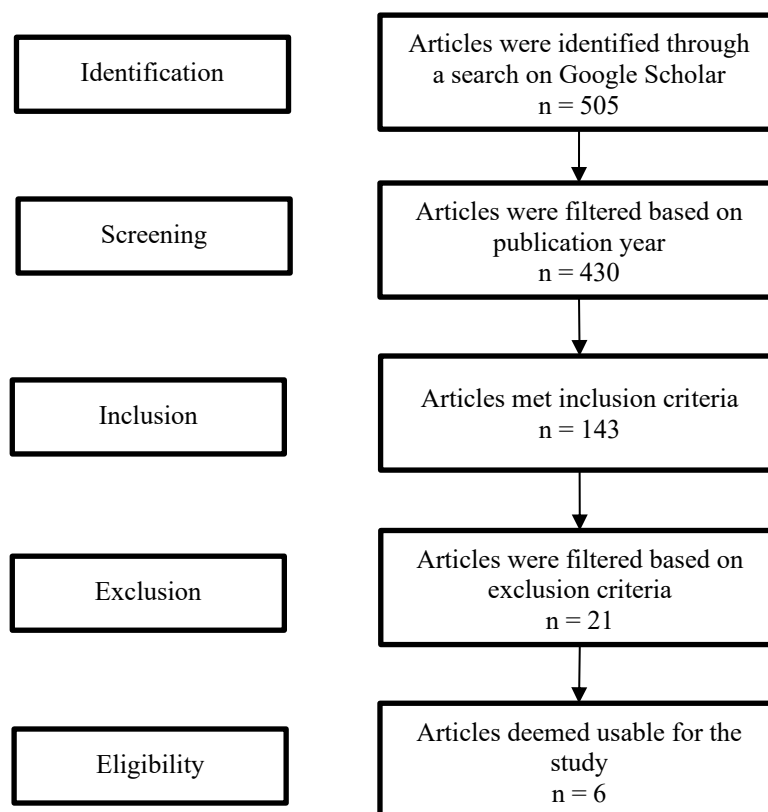 Identification
Articles were identified through
a search on Google Scholar
n = 505
Screening
Articles were filtered based on
publication year
n = 430
Inclusion
Articles met inclusion criteria
n = 143
Exclusion
Articles were filtered based on
exclusion criteria
n = 21
Eligibility
Articles deemed usable for the
study
n = 6